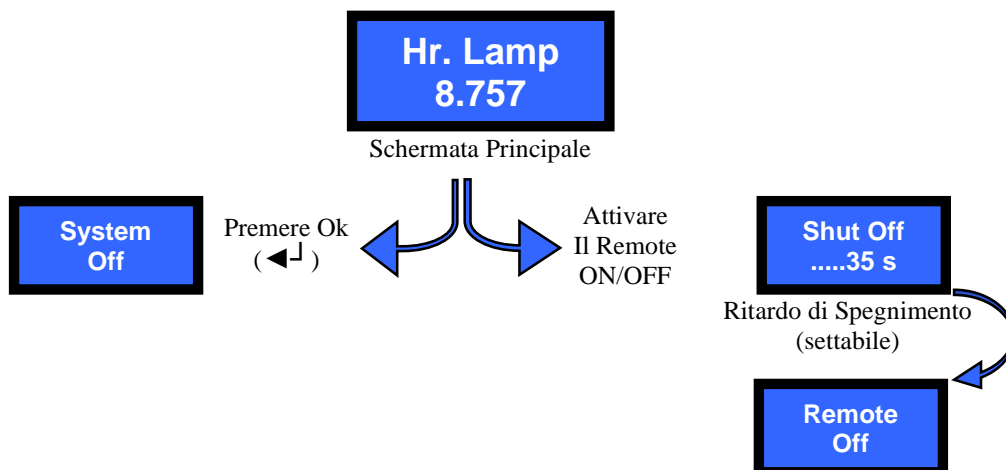 Hr. Lamp
8.757
Schermata Principale
System
Off
Premere Ok
( )
Attivare
Il Remote
ON/OFF
Shut Off
.....35 s
Ritardo di Spegnimento
(settabile)
Remote
Off